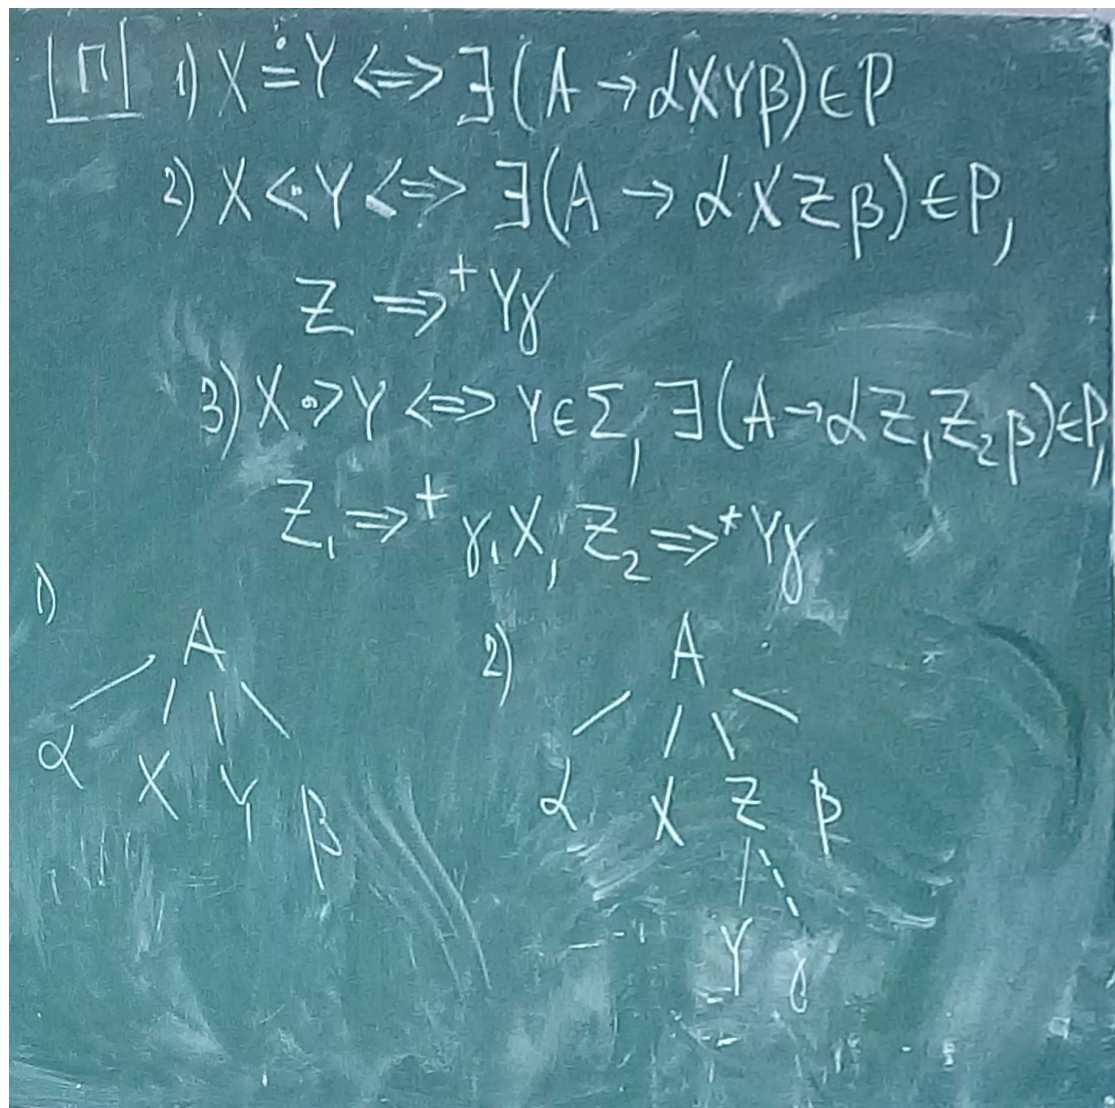 П 1) X ≐ Y ⟺ ∃(A → αXYβ) ∈ P
2) X ⋖ Y ⟺ ∃(A → αXZβ) ∈ P,
Z ⇒⁺ Yγ
3) X ⋗ Y ⟺ Y ∈ Σ, ∃(A → αZ₁Z₂β) ∈ P,
Z₁ ⇒⁺ γ₁X, Z₂ ⇒* Yγ
1)
A
α X Y β
2)
A
α X Z β
Y γ